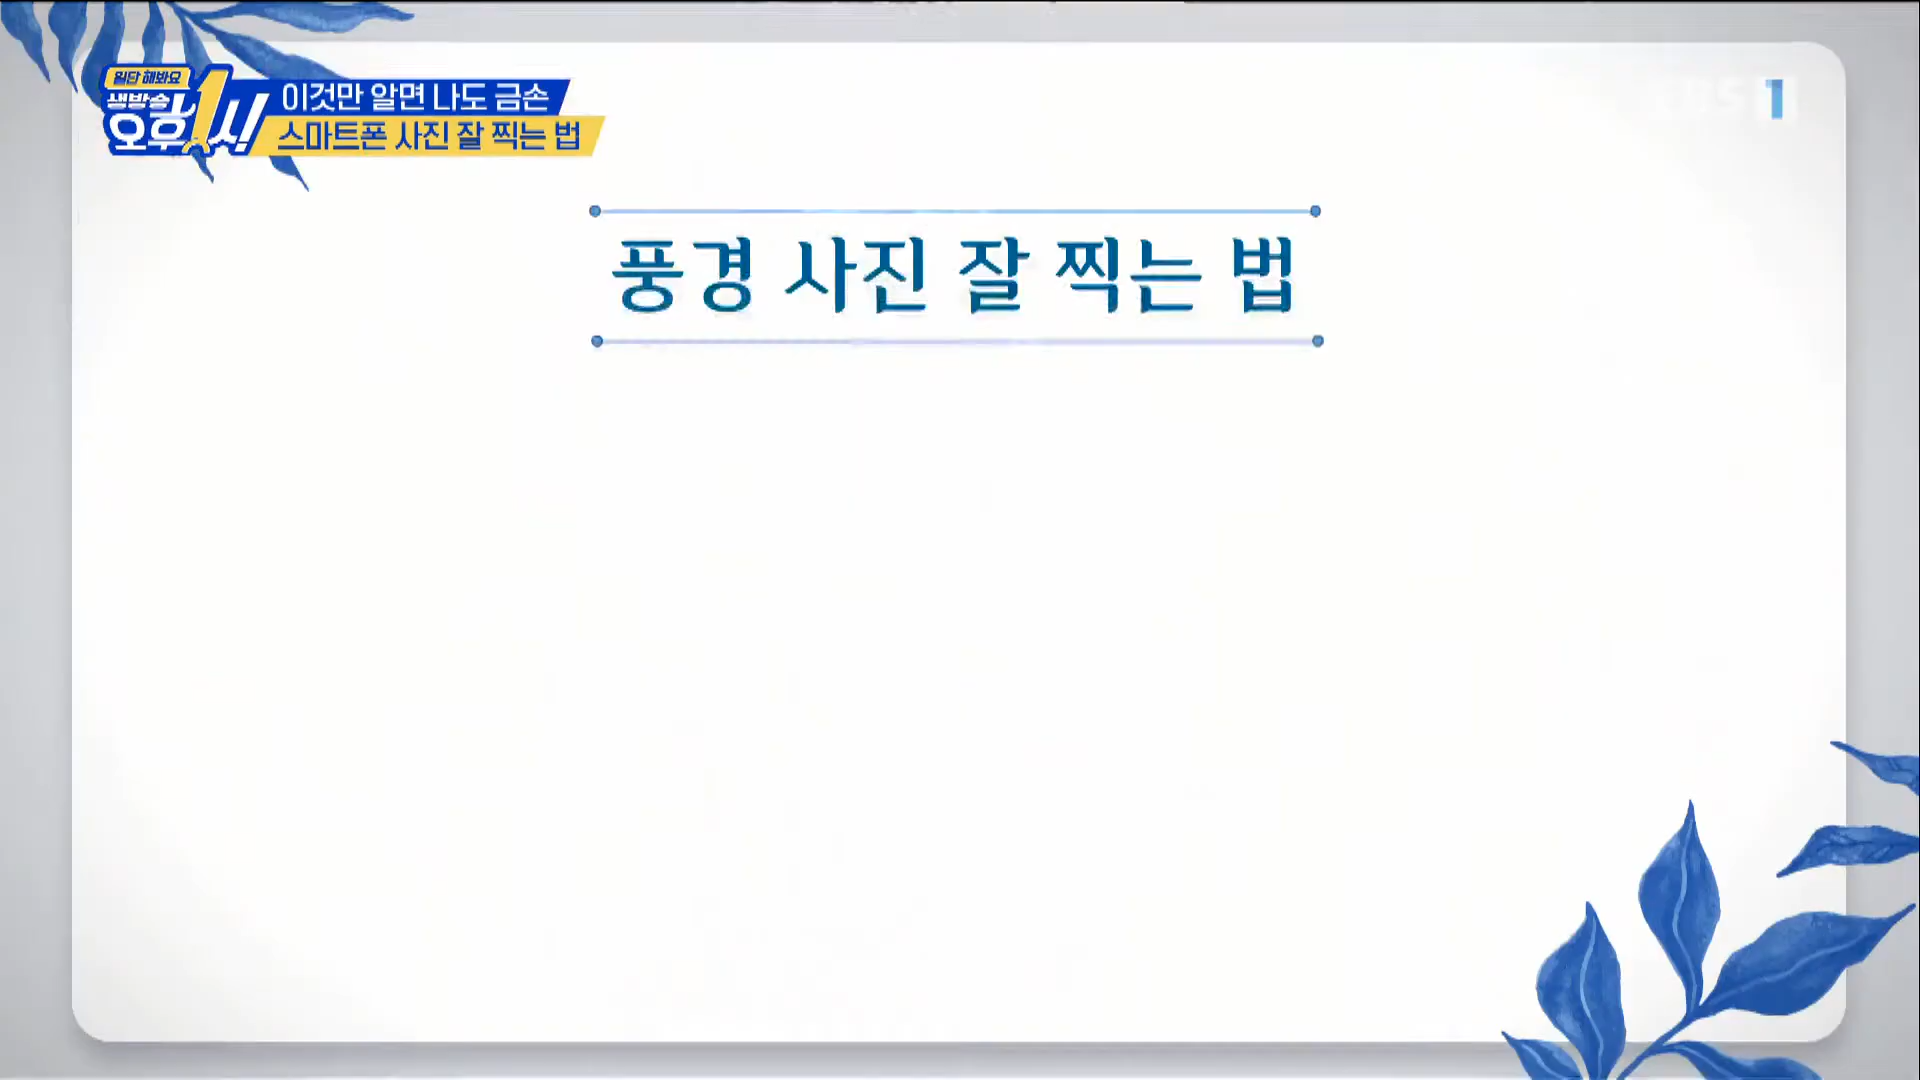 일단 해봐요
생방송
오후1시!
이것만 알면 나도 금손
스마트폰 사진 잘 찍는 법
EBS 1
풍경 사진 잘 찍는 법